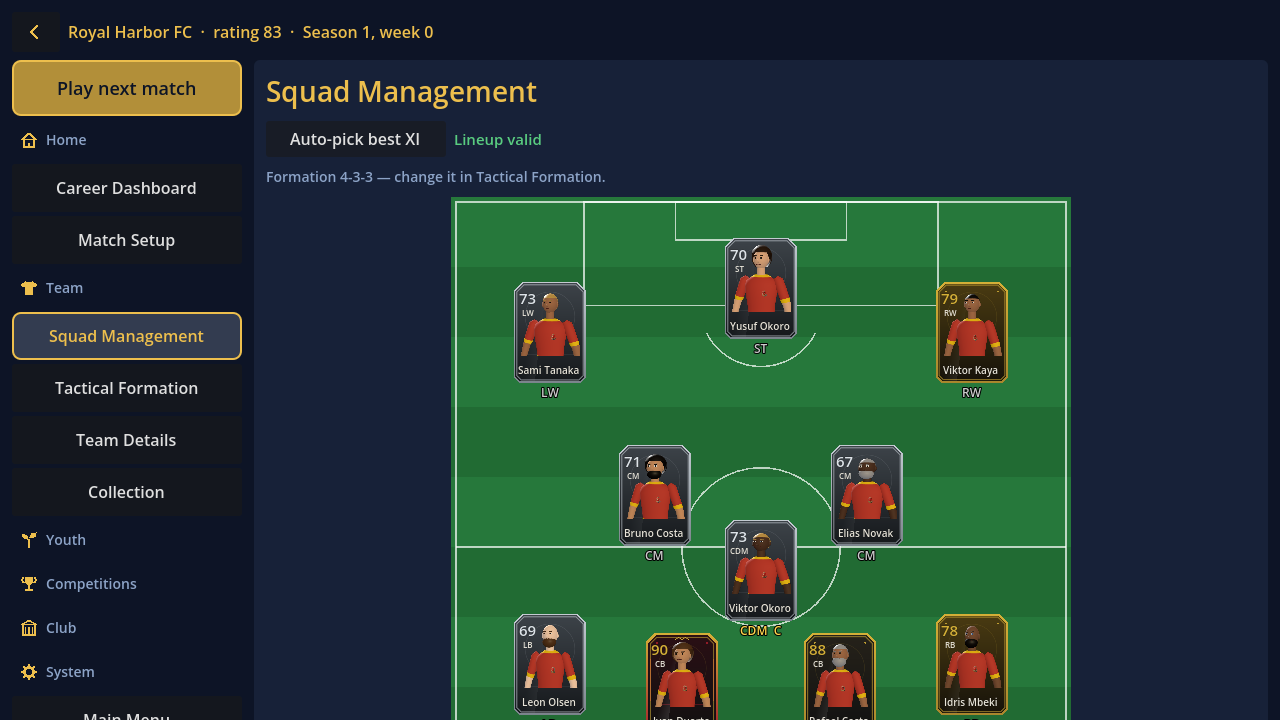 Royal Harbor FC · rating 83 · Season 1, week 0
Play next match
Home
Career Dashboard
Match Setup
Team
Squad Management
Tactical Formation
Team Details
Collection
Youth
Competitions
Club
System
Main Menu
Squad Management
Auto-pick best XI
Lineup valid
Formation 4-3-3 — change it in Tactical Formation.
70
ST
Yusuf Okoro
ST
73
LW
Sami Tanaka
LW
79
RW
Viktor Kaya
RW
71
CM
Bruno Costa
CM
67
CM
Elias Novak
CM
73
CDM
Viktor Okoro
CDM C
69
LB
Leon Olsen
90
CB
88
CB
Rafael Costa
78
RB
Idris Mbeki